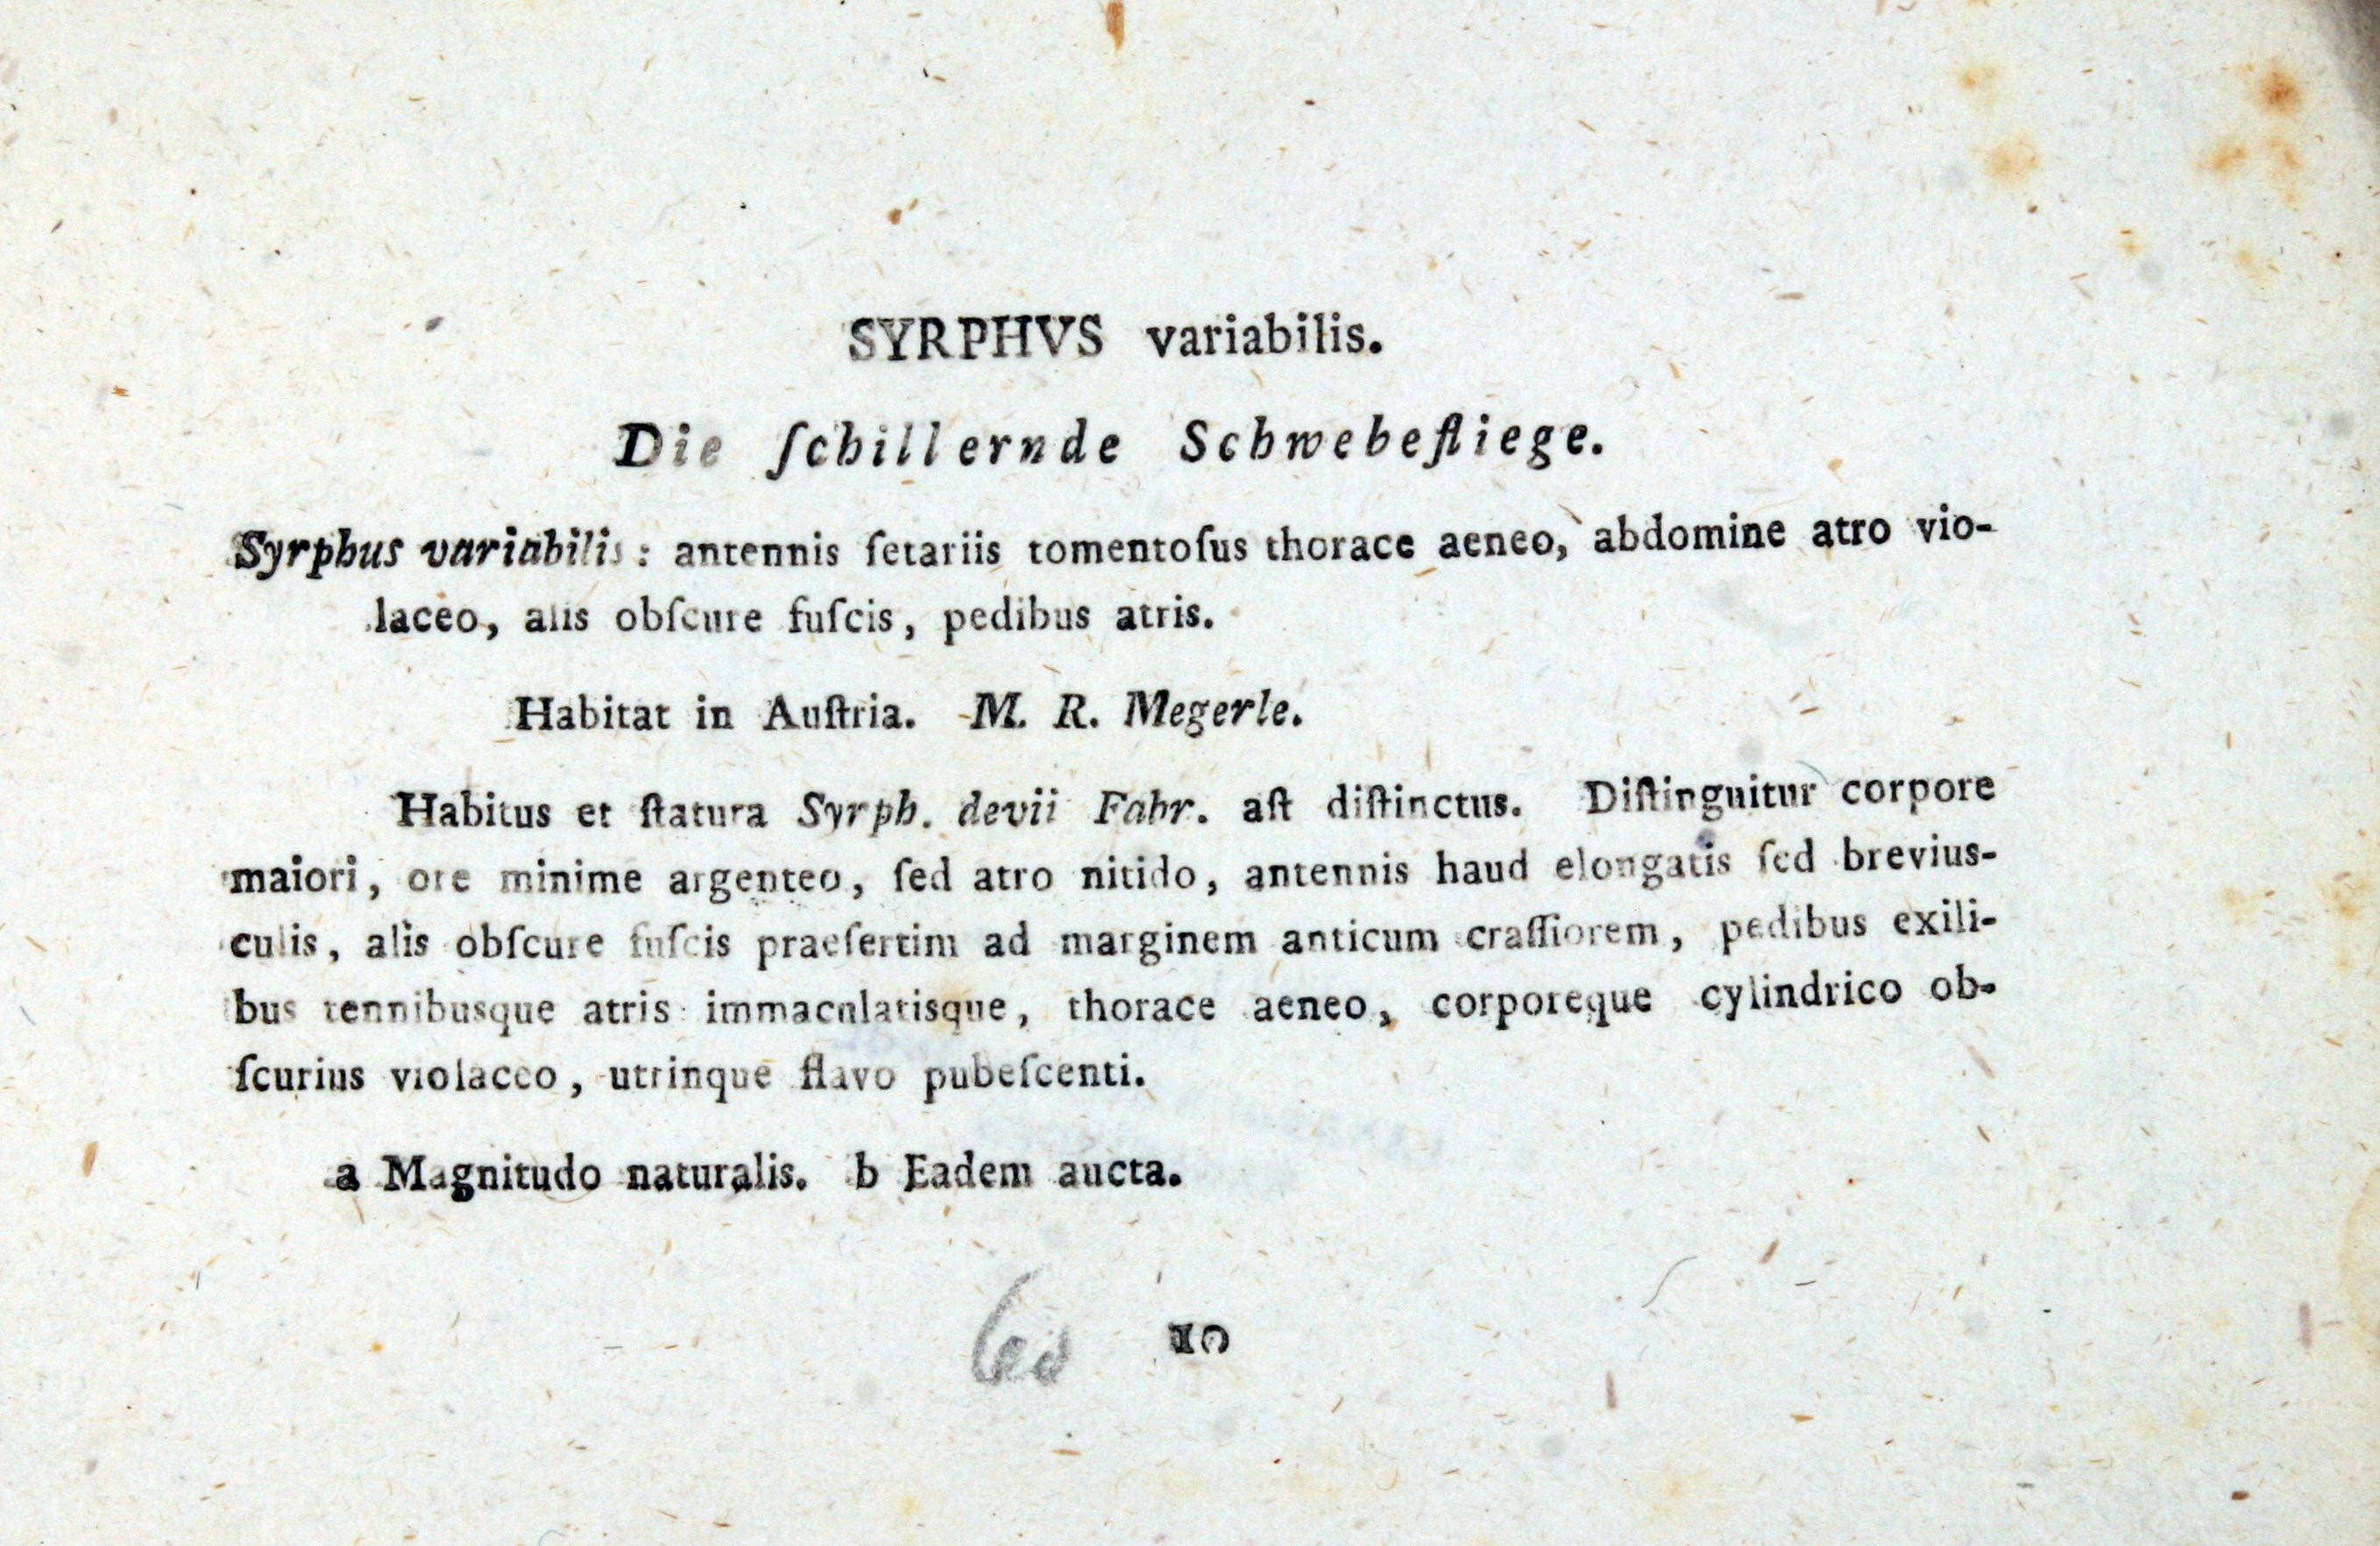 SYRPHVS variabilis.
Die ſchillernde Schwebefliege.
Syrphus variabilis: antennis ſetariis tomentoſus thorace aeneo, abdomine atro vio-
laceo, alis obſcure fuſcis, pedibus atris.
Habitat in Auſtria. M. R. Megerle.
Habitus et ſtatura Syrph. devii Fabr. aſt diſtinctus. Diſtinguitur corpore
maiori, ore minime argenteo, ſed atro nitido, antennis haud elongatis ſed brevius-
culis, alis obſcure fuſcis praeſertim ad marginem anticum craſſiorem, pedibus exili-
bus tennibusque atris immaculatisque, thorace aeneo, corporeque cylindrico ob-
ſcurius violaceo, utrinque flavo pubeſcenti.
a Magnitudo naturalis. b Eadem aucta.
10